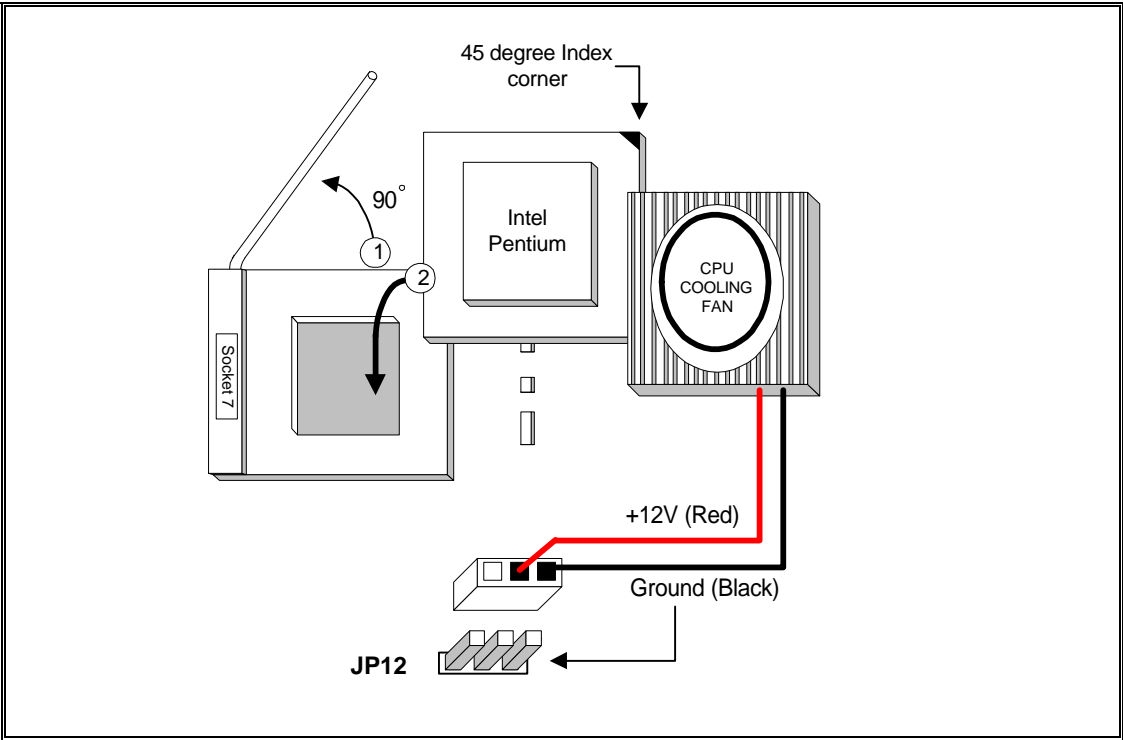 45 degree Index
corner
90°
1
2
Intel
Pentium
CPU
COOLING
FAN
Socket 7
+12V (Red)
Ground (Black)
JP12